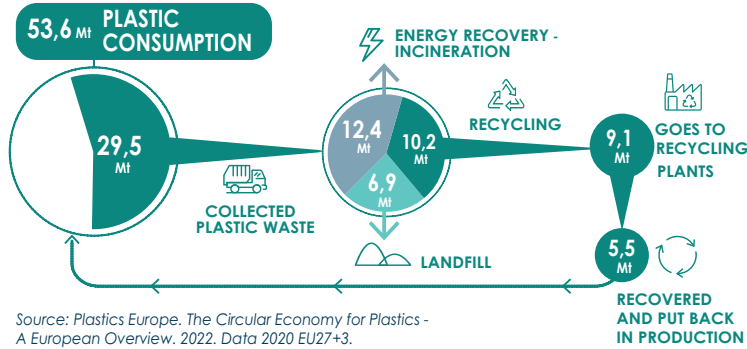 53,6 Mt PLASTIC
CONSUMPTION
29,5
Mt
COLLECTED
PLASTIC WASTE
ENERGY RECOVERY -
INCINERATION
12,4
Mt
10,2
Mt
6,9
Mt
RECYCLING
LANDFILL
9,1
Mt
GOES TO
RECYCLING
PLANTS
5,5
Mt
RECOVERED
AND PUT BACK
IN PRODUCTION
Source: Plastics Europe. The Circular Economy for Plastics -
A European Overview. 2022. Data 2020 EU27+3.